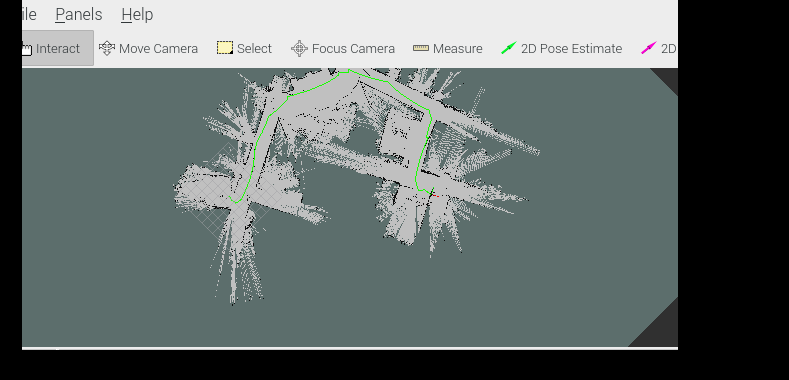 ile Panels Help
Interact Move Camera Select Focus Camera Measure 2D Pose Estimate 2D